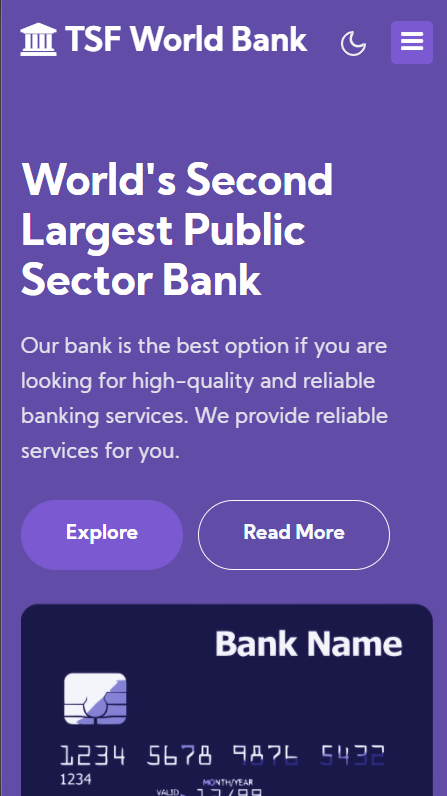 TSF World Bank
World's Second
Largest Public
Sector Bank
Our bank is the best option if you are
looking for high-quality and reliable
banking services. We provide reliable
services for you.
Explore Read More
Bank Name
1234 5678 9876 5432
1234 MONTH/YEAR
VALID